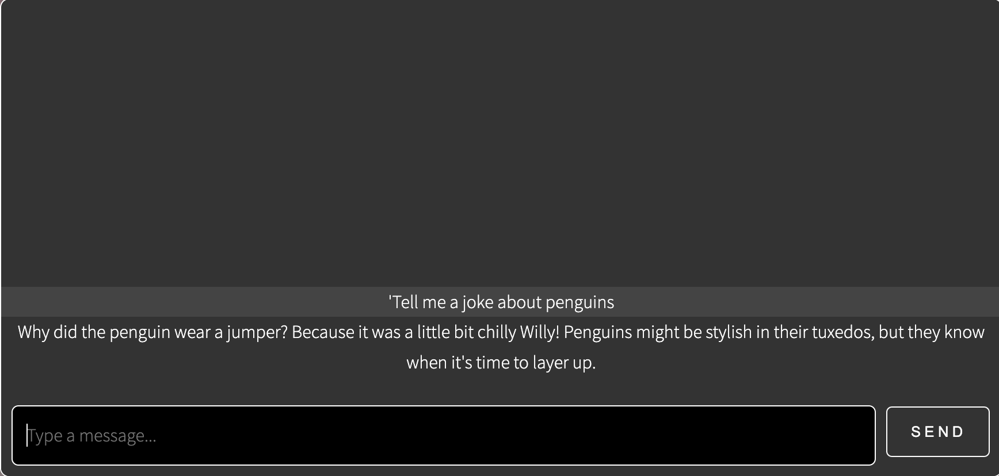 'Tell me a joke about penguins
Why did the penguin wear a jumper? Because it was a little bit chilly Willy! Penguins might be stylish in their tuxedos, but they know
when it's time to layer up.
Type a message...
SEND